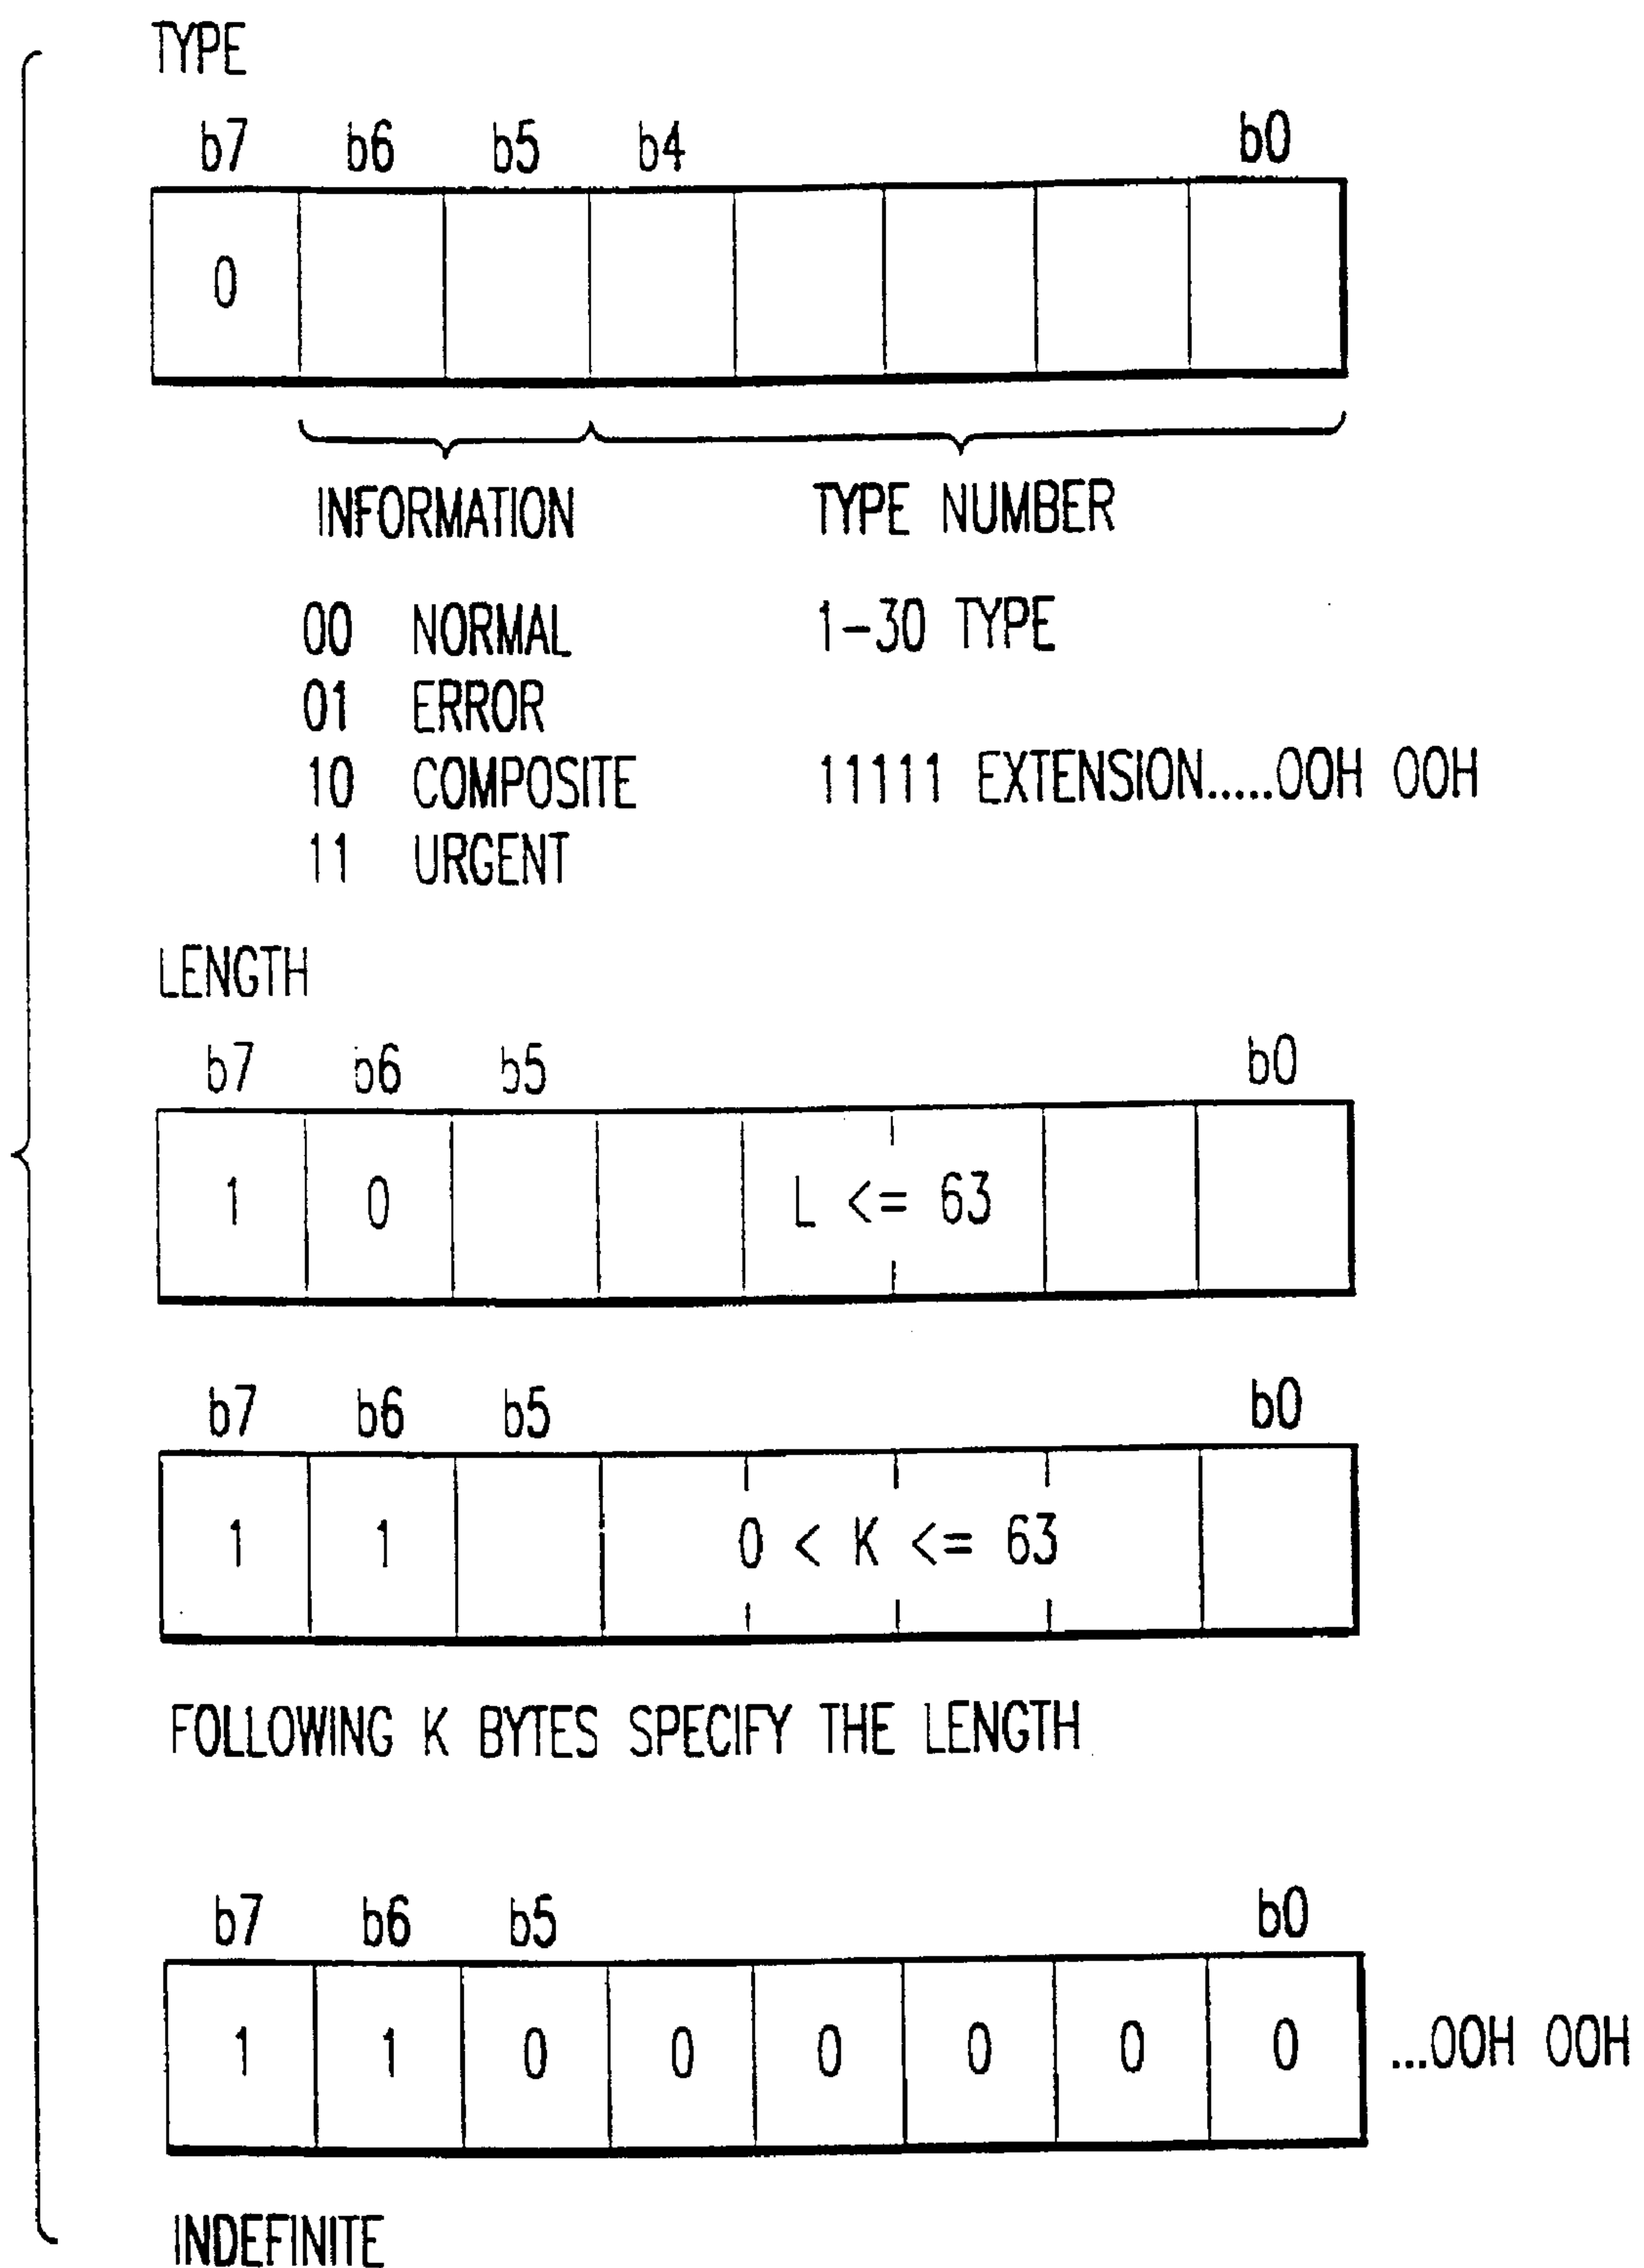 TYPE
b7 b6 b5 b4 b0
0
INFORMATION TYPE NUMBER
00 NORMAL 1-30 TYPE
01 ERROR
10 COMPOSITE 11111 EXTENSION.....00H 00H
11 URGENT
LENGTH
b7 b6 b5 b0
1 0 L <= 63
b7 b6 b5 b0
1 1 0 < K <= 63
FOLLOWING K BYTES SPECIFY THE LENGTH
b7 b6 b5 b0
1 1 0 0 0 0 0 0 ...00H 00H
INDEFINITE